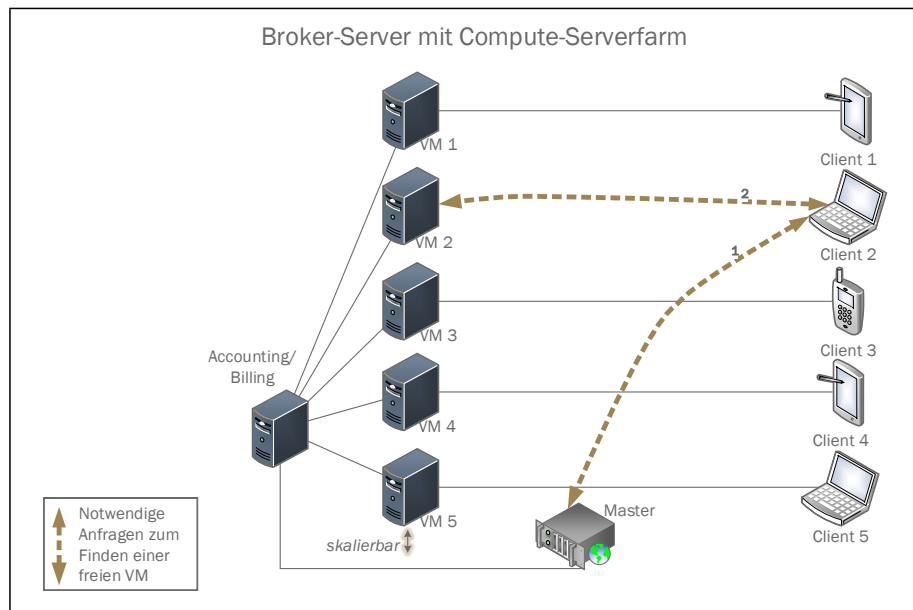 Broker-Server mit Compute-Serverfarm
VM 1
Client 1
VM 2
2
Client 2
1
VM 3
Client 3
Accounting/
Billing
VM 4
Client 4
VM 5
Master
Client 5
skalierbar
Notwendige
Anfragen zum
Finden einer
freien VM